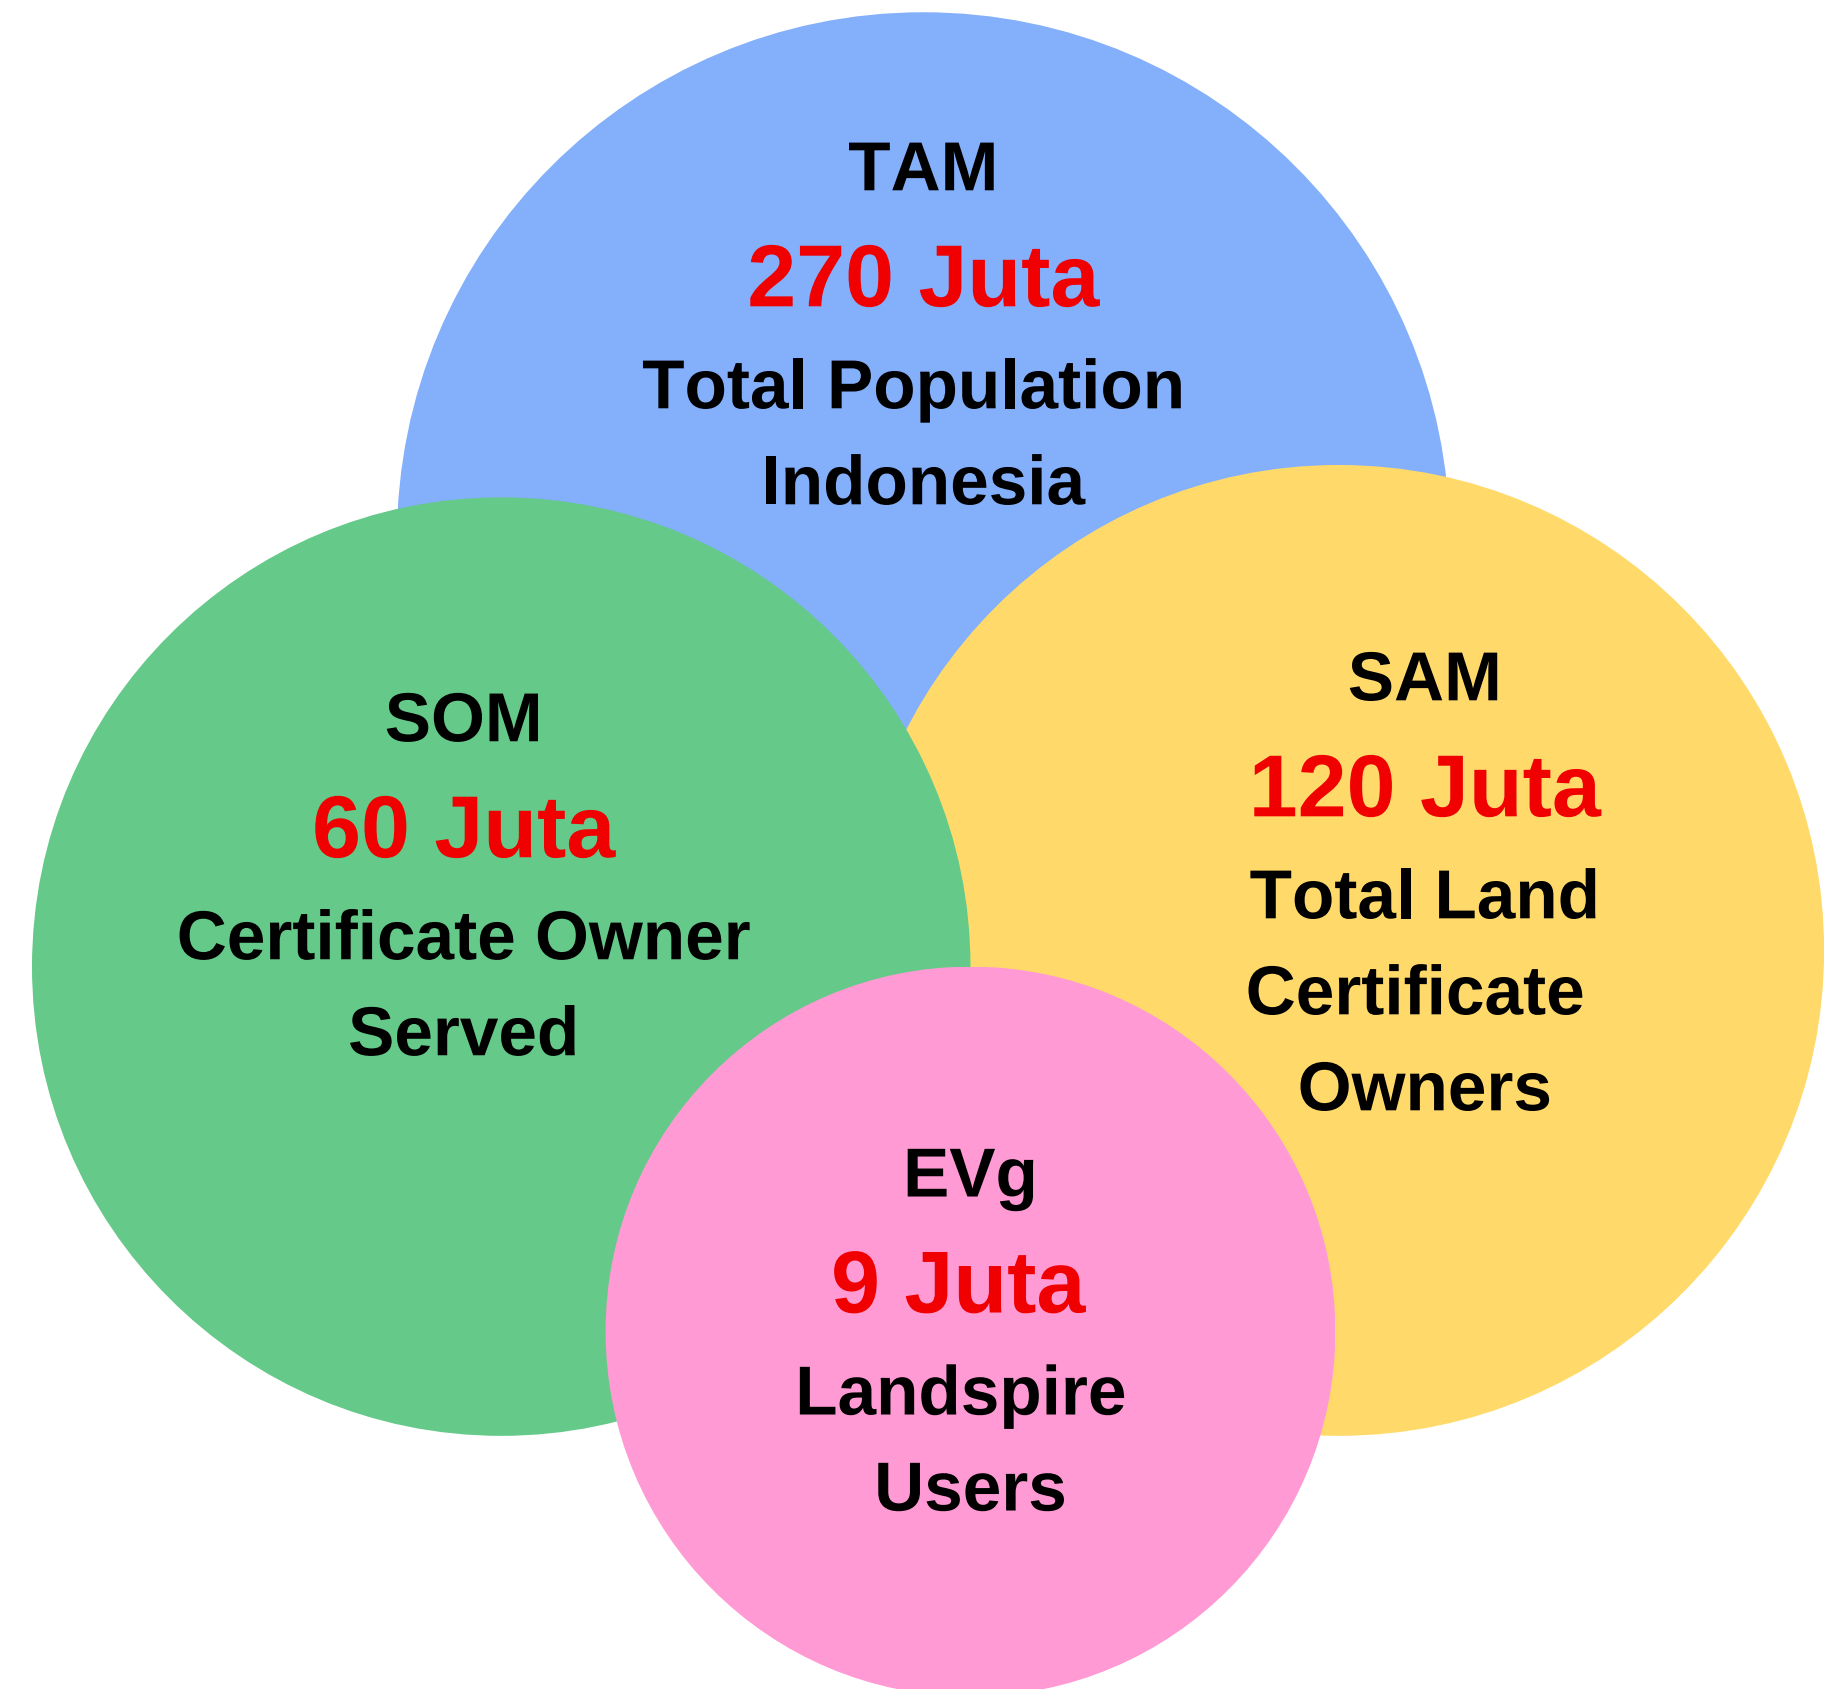 TAM
270 Juta
Total Population
Indonesia
SOM
60 Juta
Certificate Owner
Served
SAM
120 Juta
Total Land
Certificate
Owners
EVg
9 Juta
Landspire
Users